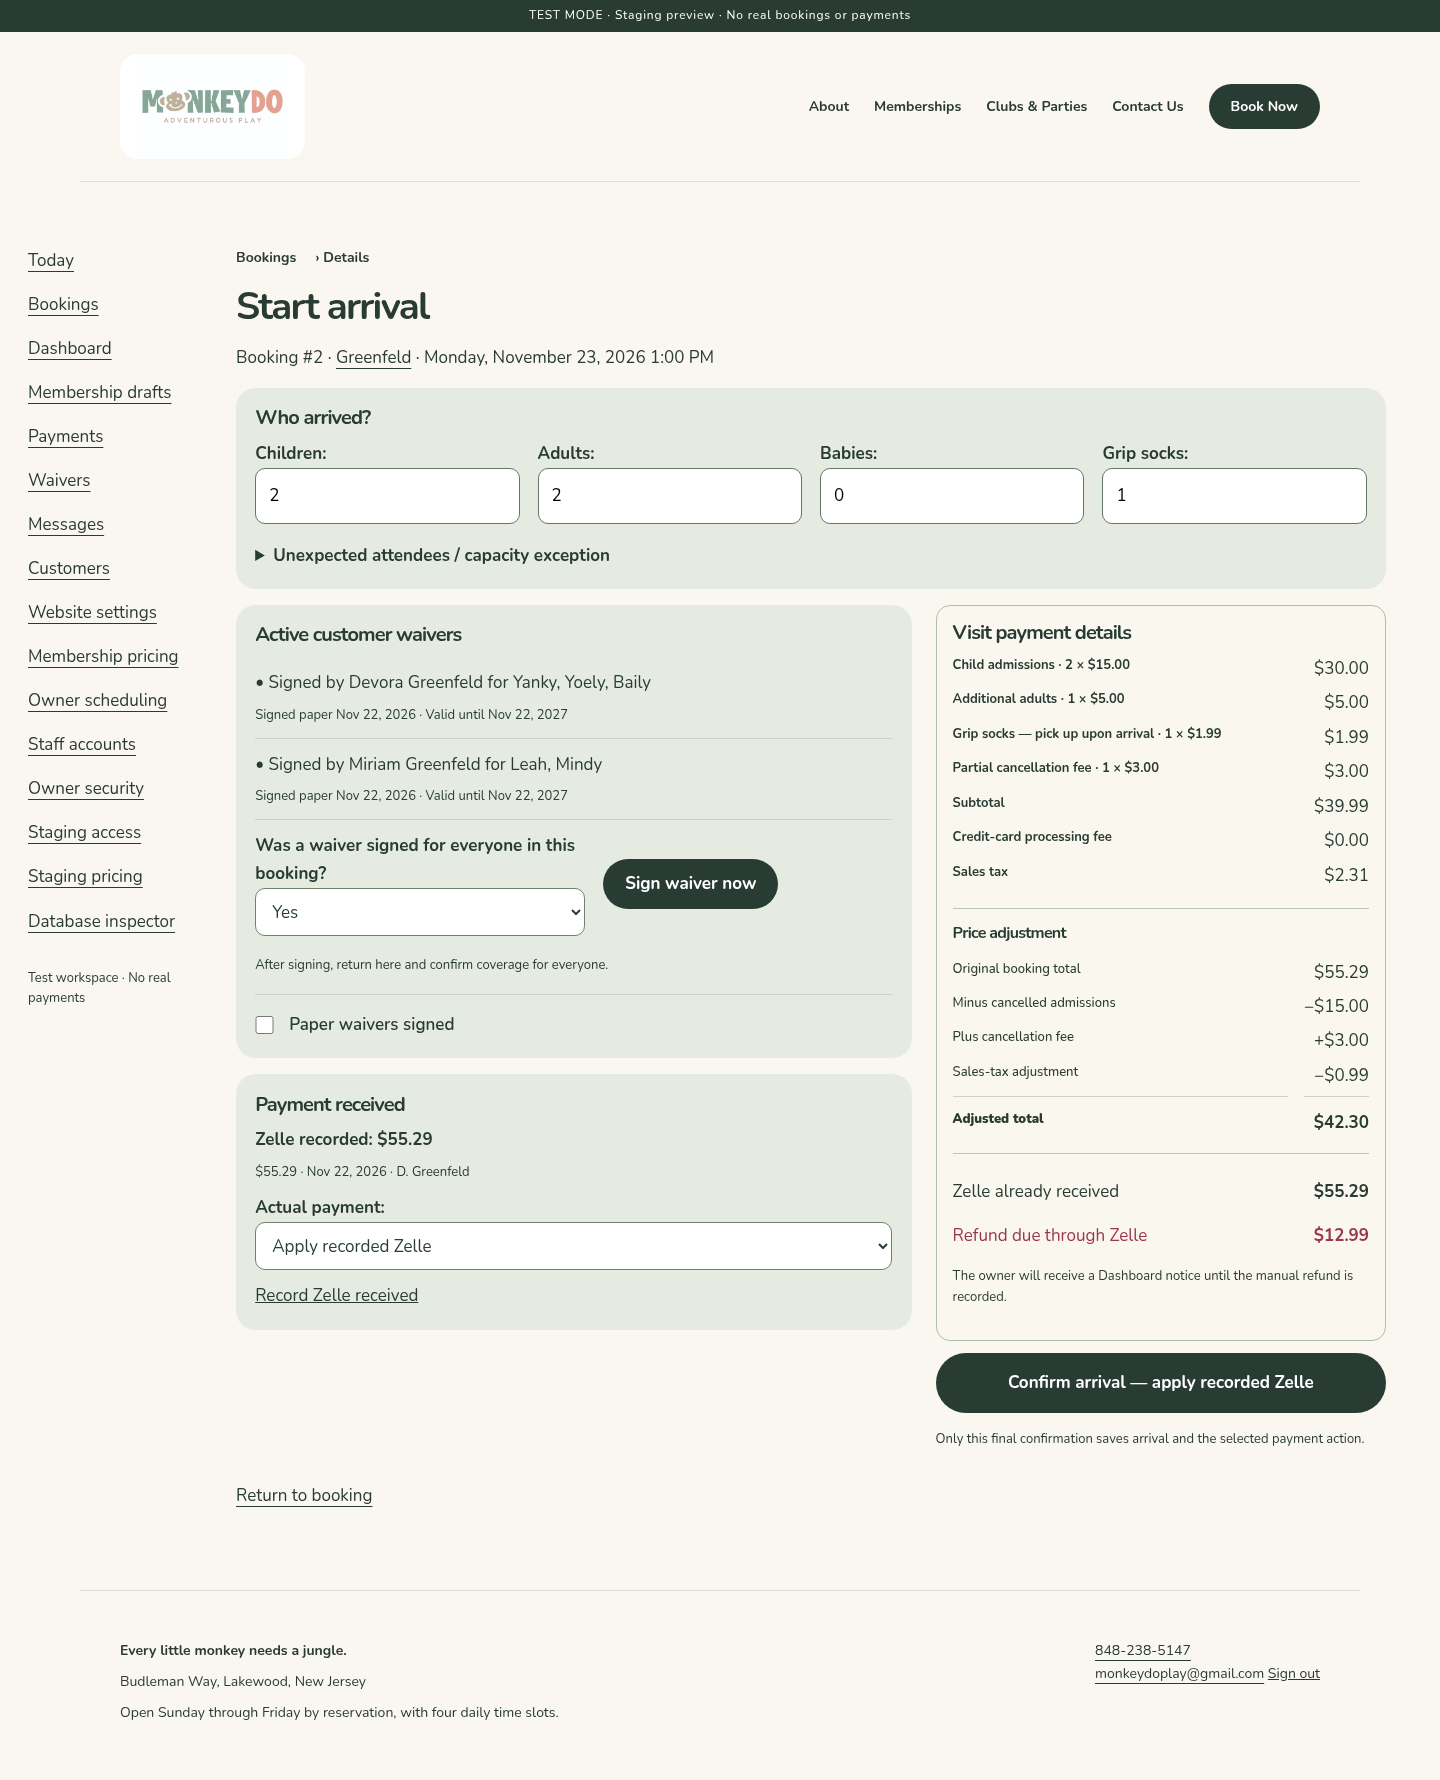 TEST MODE · Staging preview · No real bookings or payments
MONKEYDO
ADVENTUROUS PLAY
About Memberships Clubs & Parties Contact Us Book Now
Today
Bookings
Dashboard
Membership drafts
Payments
Waivers
Messages
Customers
Website settings
Membership pricing
Owner scheduling
Staff accounts
Owner security
Staging access
Staging pricing
Database inspector
Test workspace · No real
payments
Bookings › Details
Start arrival
Booking #2 · Greenfeld · Monday, November 23, 2026 1:00 PM
Who arrived?
Children: Adults: Babies: Grip socks:
2 2 0 1
▶ Unexpected attendees / capacity exception
Active customer waivers
• Signed by Devora Greenfeld for Yanky, Yoely, Baily
Signed paper Nov 22, 2026 · Valid until Nov 22, 2027
• Signed by Miriam Greenfeld for Leah, Mindy
Signed paper Nov 22, 2026 · Valid until Nov 22, 2027
Was a waiver signed for everyone in this
booking?
Yes
Sign waiver now
After signing, return here and confirm coverage for everyone.
Paper waivers signed
Payment received
Zelle recorded: $55.29
$55.29 · Nov 22, 2026 · D. Greenfeld
Actual payment:
Apply recorded Zelle
Record Zelle received
Visit payment details
Child admissions · 2 × $15.00 $30.00
Additional adults · 1 × $5.00 $5.00
Grip socks — pick up upon arrival · 1 × $1.99 $1.99
Partial cancellation fee · 1 × $3.00 $3.00
Subtotal $39.99
Credit-card processing fee $0.00
Sales tax $2.31
Price adjustment
Original booking total $55.29
Minus cancelled admissions –$15.00
Plus cancellation fee +$3.00
Sales-tax adjustment –$0.99
Adjusted total $42.30
Zelle already received $55.29
Refund due through Zelle $12.99
The owner will receive a Dashboard notice until the manual refund is
recorded.
Confirm arrival — apply recorded Zelle
Only this final confirmation saves arrival and the selected payment action.
Return to booking
Every little monkey needs a jungle.
Budleman Way, Lakewood, New Jersey
Open Sunday through Friday by reservation, with four daily time slots.
848-238-5147
monkeydoplay@gmail.com Sign out